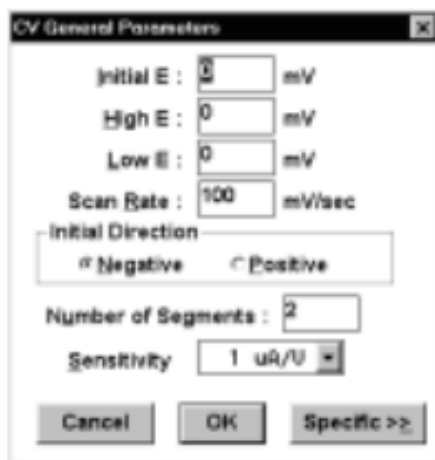 CV General Parameters
Initial E : 0 mV
High E : 0 mV
Low E : 0 mV
Scan Rate : 100 mV/sec
Initial Direction
Negative Positive
Number of Segments : 2
Sensitivity 1 uA/V
Cancel OK Specific >>